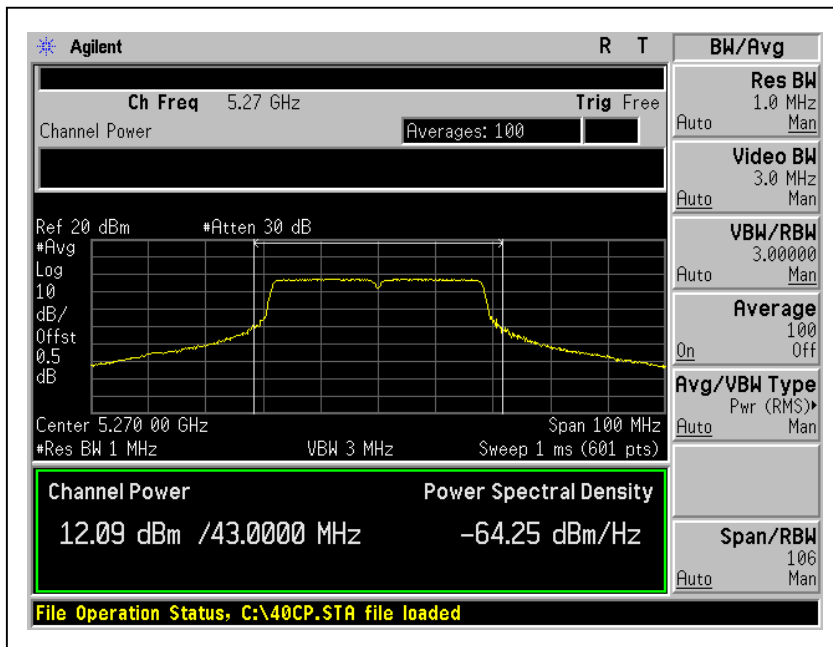 Agilent R T
Ch Freq 5.27 GHz Trig Free
Channel Power Averages: 100
Ref 20 dBm #Atten 30 dB
#Avg
Log
10
dB/
Offst
0.5
dB
Center 5.270 00 GHz Span 100 MHz
#Res BW 1 MHz VBW 3 MHz Sweep 1 ms (601 pts)
Channel Power Power Spectral Density
12.09 dBm /43.0000 MHz -64.25 dBm/Hz
File Operation Status, C:\40CP.STA file loaded
BW/Avg
Res BW
1.0 MHz
Auto Man
Video BW
3.0 MHz
Auto Man
VBW/RBW
3.00000
Auto Man
Average
100
On Off
Avg/VBW Type
Pwr (RMS)
Auto Man
Span/RBW
106
Auto Man